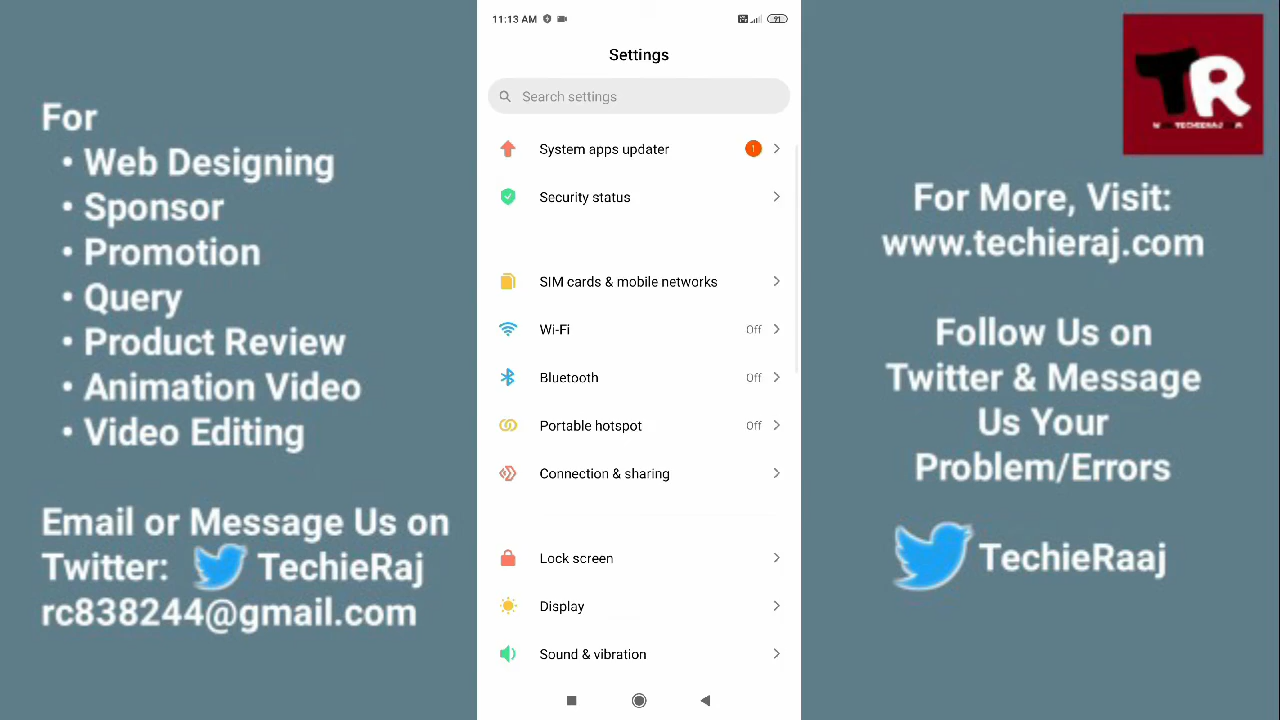 For
• Web Designing
• Sponsor
• Promotion
• Query
• Product Review
• Animation Video
• Video Editing
Email or Message Us on
Twitter: TechieRaj
rc838244@gmail.com
11:13 AM
91
Settings
Search settings
System apps updater 1
Security status
SIM cards & mobile networks
Wi-Fi Off
Bluetooth Off
Portable hotspot Off
Connection & sharing
Lock screen
Display
Sound & vibration
TR
For More, Visit:
www.techieraj.com
Follow Us on
Twitter & Message
Us Your
Problem/Errors
TechieRaaj